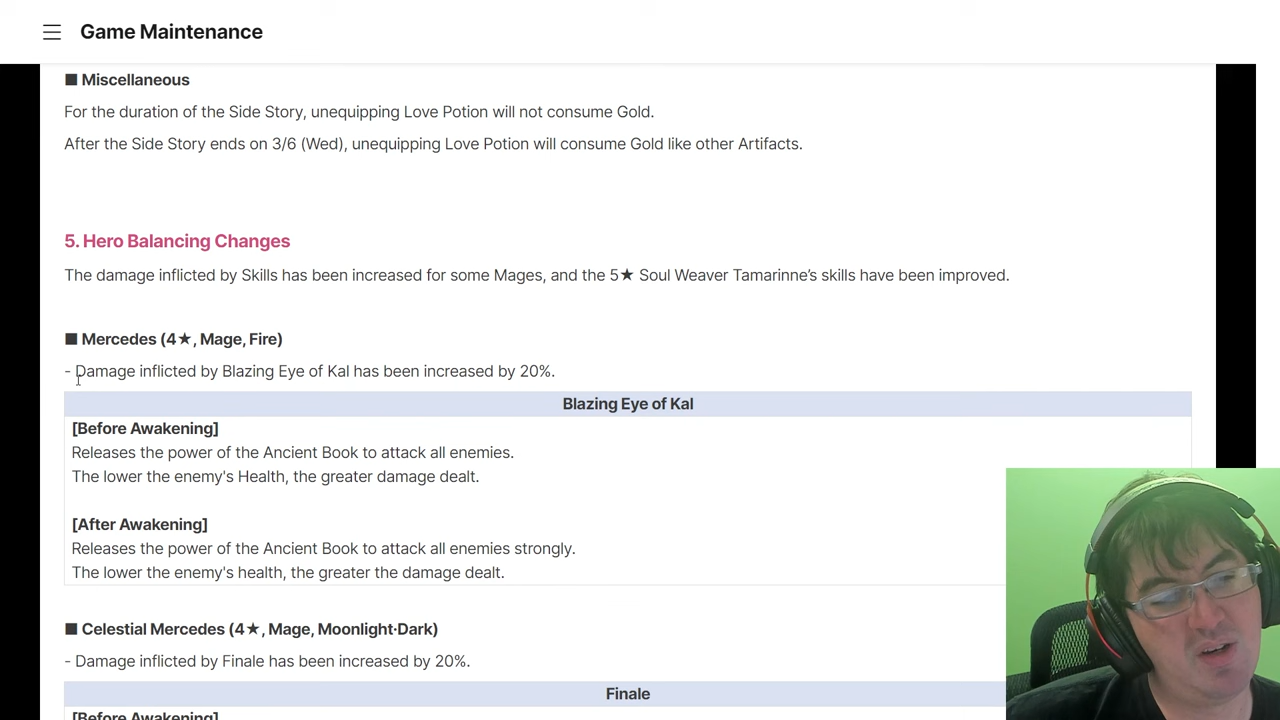 Game Maintenance
■ Miscellaneous
For the duration of the Side Story, unequipping Love Potion will not consume Gold.
After the Side Story ends on 3/6 (Wed), unequipping Love Potion will consume Gold like other Artifacts.
5. Hero Balancing Changes
The damage inflicted by Skills has been increased for some Mages, and the 5★ Soul Weaver Tamarinne’s skills have been improved.
■ Mercedes (4★, Mage, Fire)
- Damage inflicted by Blazing Eye of Kal has been increased by 20%.
Blazing Eye of Kal
[Before Awakening]
Releases the power of the Ancient Book to attack all enemies.
The lower the enemy's Health, the greater damage dealt.
[After Awakening]
Releases the power of the Ancient Book to attack all enemies strongly.
The lower the enemy's health, the greater the damage dealt.
■ Celestial Mercedes (4★, Mage, Moonlight·Dark)
- Damage inflicted by Finale has been increased by 20%.
Finale
[Before Awakening]